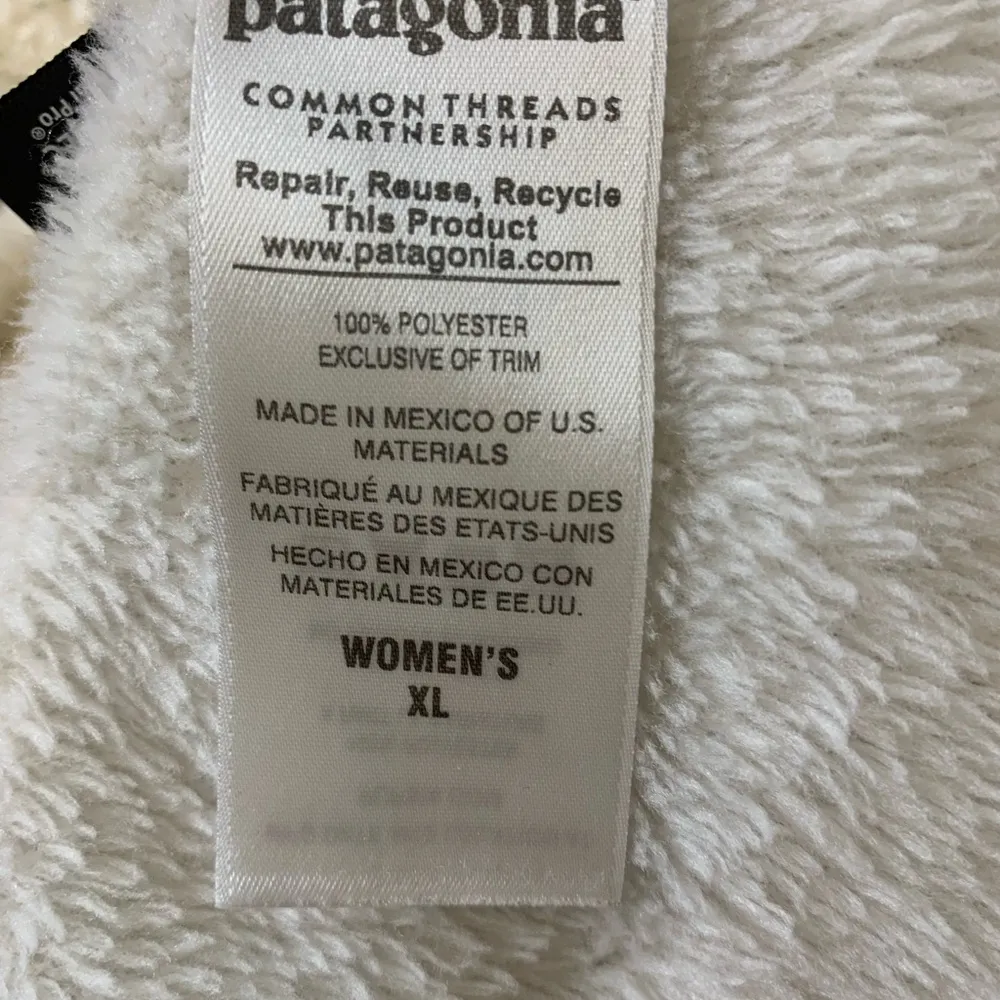 patagonia®
COMMON THREADS
PARTNERSHIP
Repair, Reuse, Recycle
This Product
www.patagonia.com
100% POLYESTER
EXCLUSIVE OF TRIM
MADE IN MEXICO OF U.S.
MATERIALS
FABRIQUÉ AU MEXIQUE DES
MATIÈRES DES ETATS-UNIS
HECHO EN MEXICO CON
MATERIALES DE EE.UU.
WOMEN'S
XL
Pro®